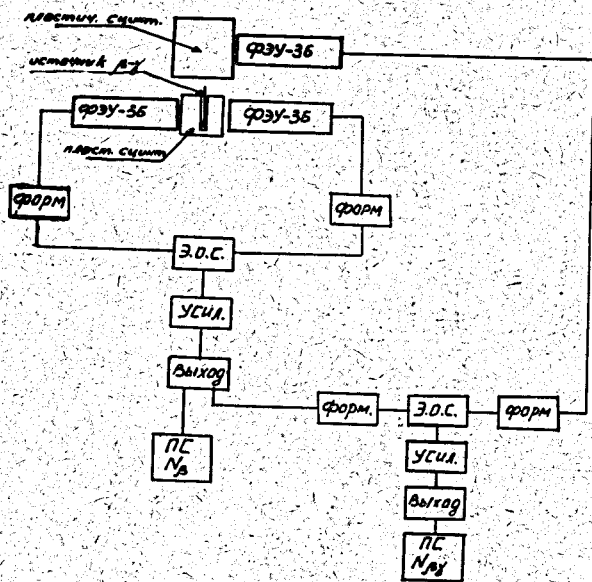 пластич. сцинт.
ФЭУ-36
источник β-γ
ФЭУ-36
ФЭУ-36
пласт. сцинт
форм
форм
Э.О.С.
УСИЛ.
Выход
форм.
Э.О.С.
форм
ПС
Nβ
УСИЛ.
Выход
ПС
Nβγ